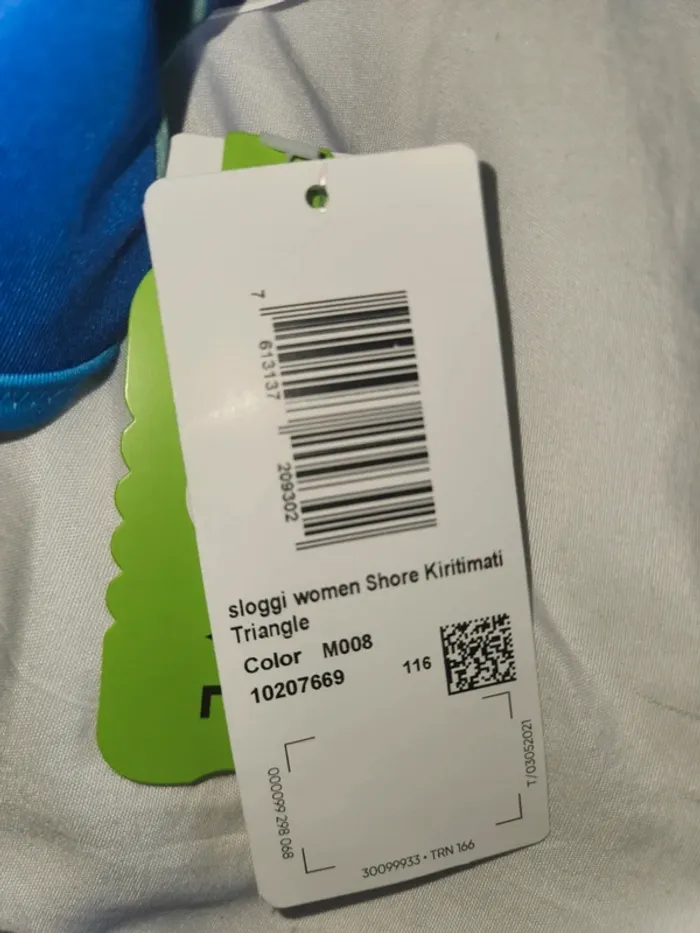 7 613137 209302
sloggi women Shore Kiritimati
Triangle
Color M008
10207669 116
T/03052021
000099 298 068
30099933 • TRN 166